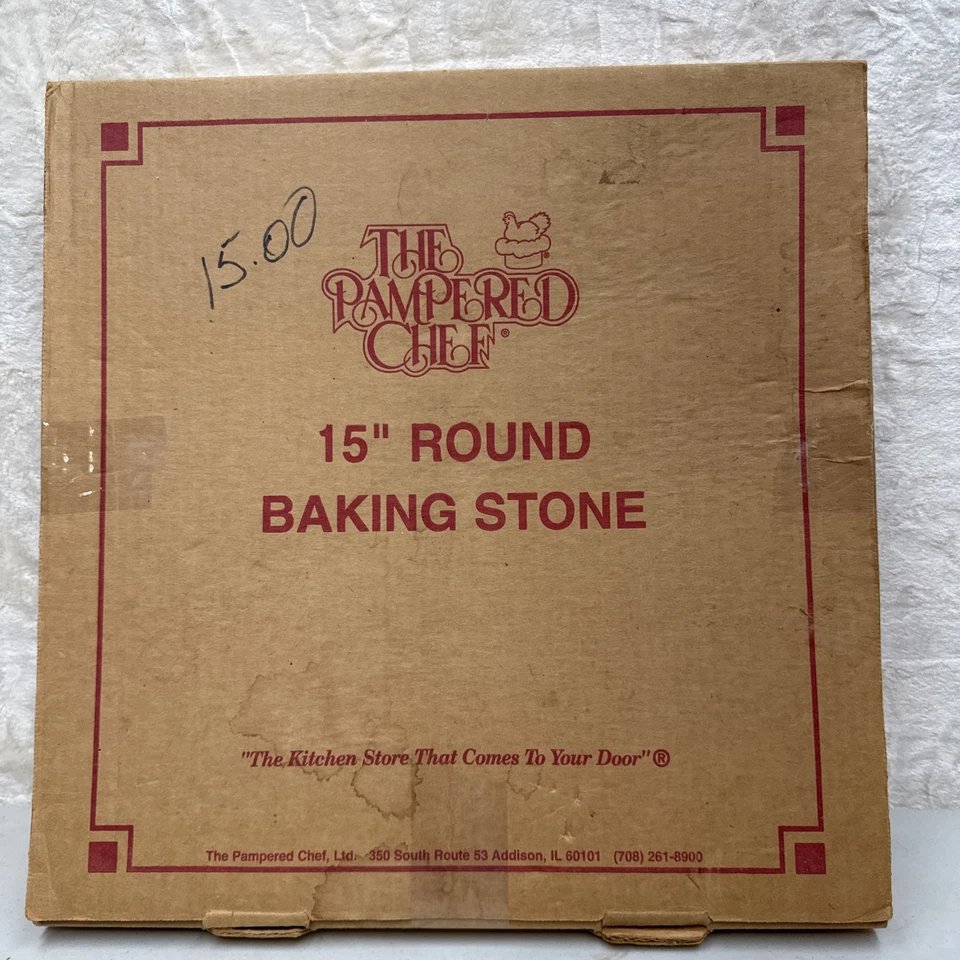 15.00
THE
PAMPERED
CHEF®
15" ROUND
BAKING STONE
"The Kitchen Store That Comes To Your Door"®
The Pampered Chef, Ltd. 350 South Route 53 Addison, IL 60101 (708) 261-8900